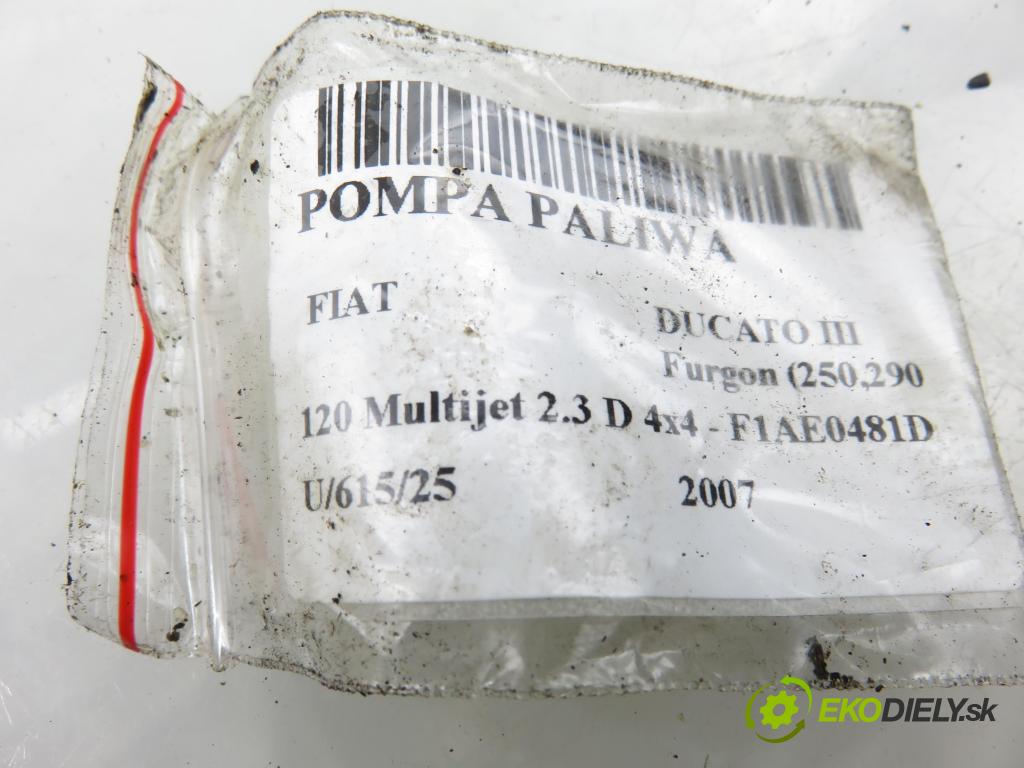 POMPA PALIWA
FIAT
DUCATO III
Furgon (250,290
120 Multijet 2.3 D 4x4 - F1AE0481D
U/615/25
2007
EKODIELY.sk